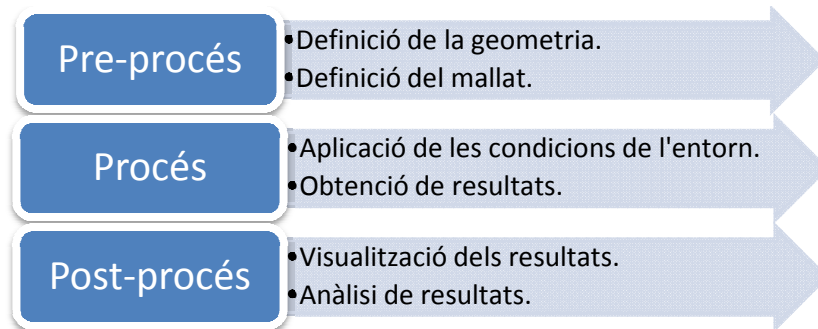 Pre-procés
•Definició de la geometria.
•Definició del mallat.
Procés
•Aplicació de les condicions de l'entorn.
•Obtenció de resultats.
Post-procés
•Visualització dels resultats.
•Anàlisi de resultats.